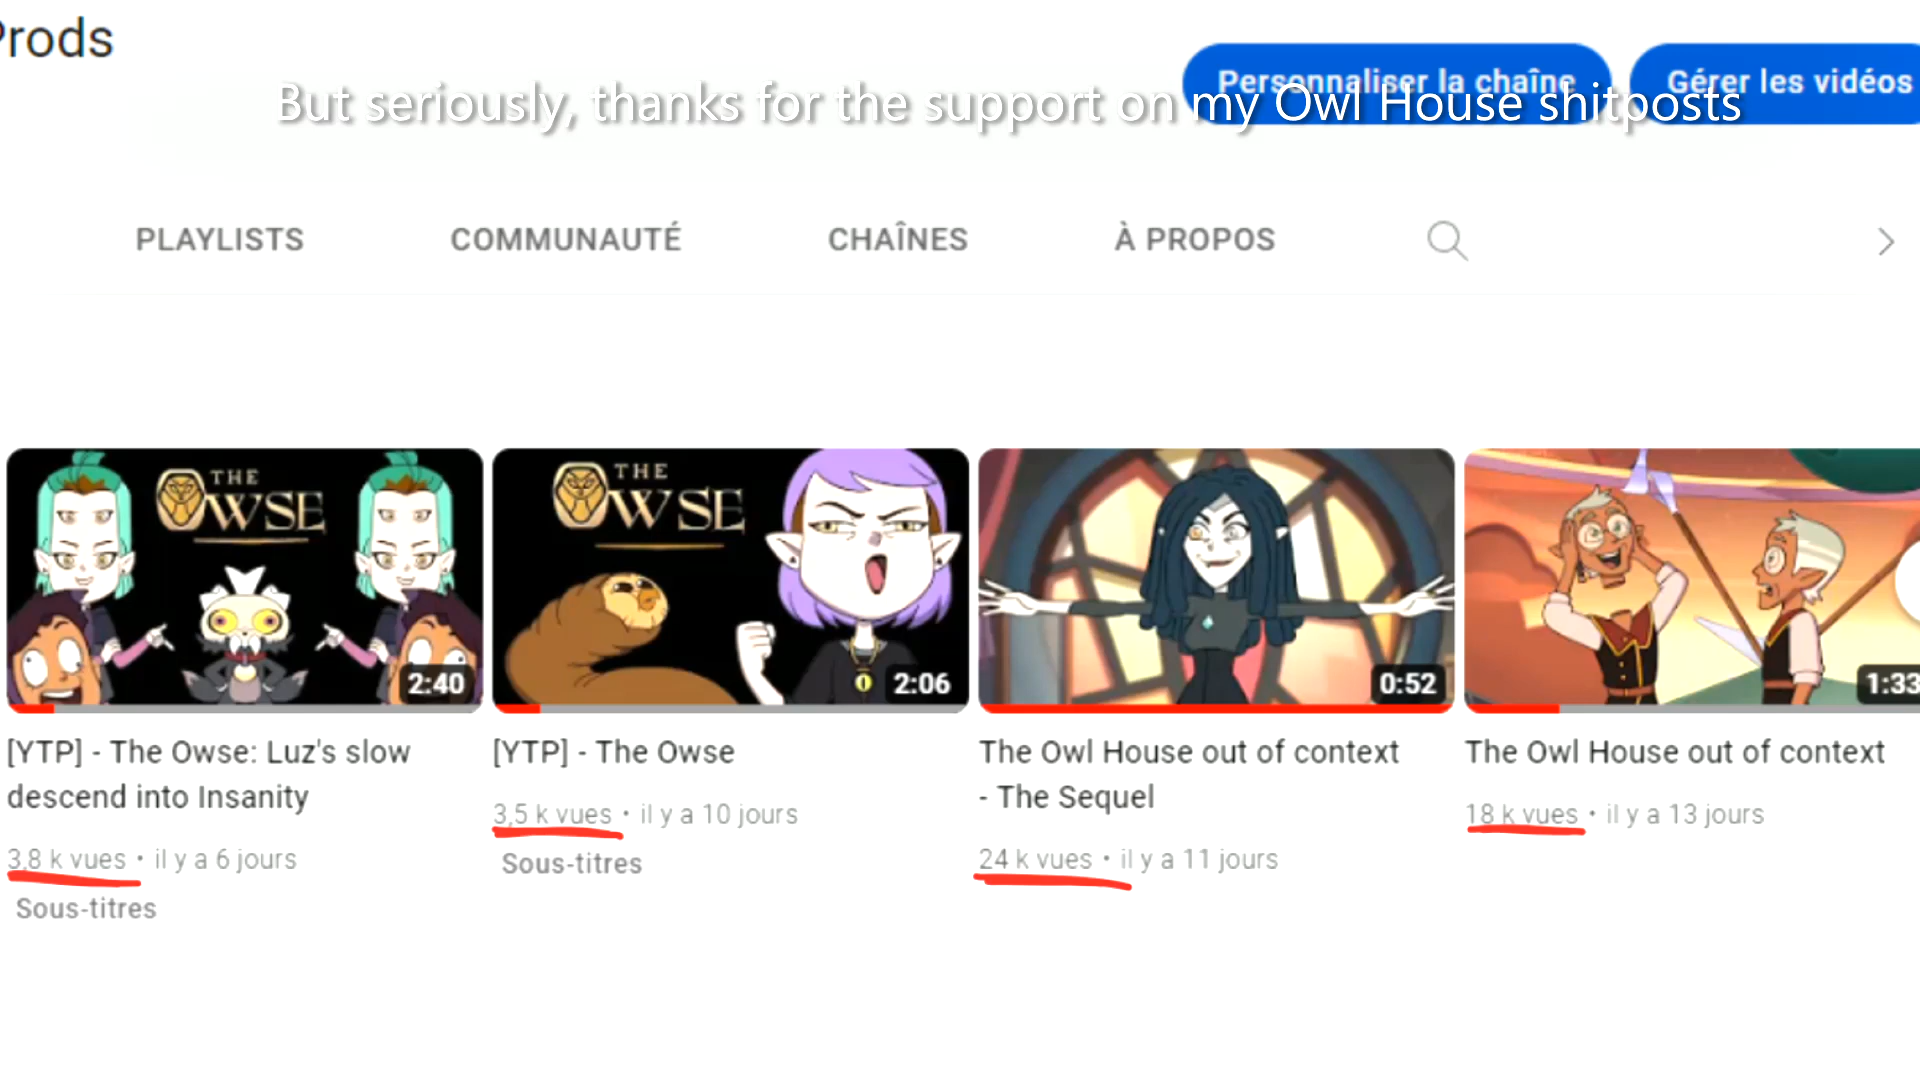 Prods
Personnaliser la chaîne
Gérer les vidéos
But seriously, thanks for the support on my Owl House shitposts
PLAYLISTS
COMMUNAUTÉ
CHAÎNES
À PROPOS
THE
OWSE
2:40
THE
OWSE
2:06
0:52
1:33
[YTP] - The Owse: Luz's slow
descend into Insanity
3,8 k vues • il y a 6 jours
Sous-titres
[YTP] - The Owse
3,5 k vues • il y a 10 jours
Sous-titres
The Owl House out of context
- The Sequel
24 k vues • il y a 11 jours
The Owl House out of context
18 k vues • il y a 13 jours